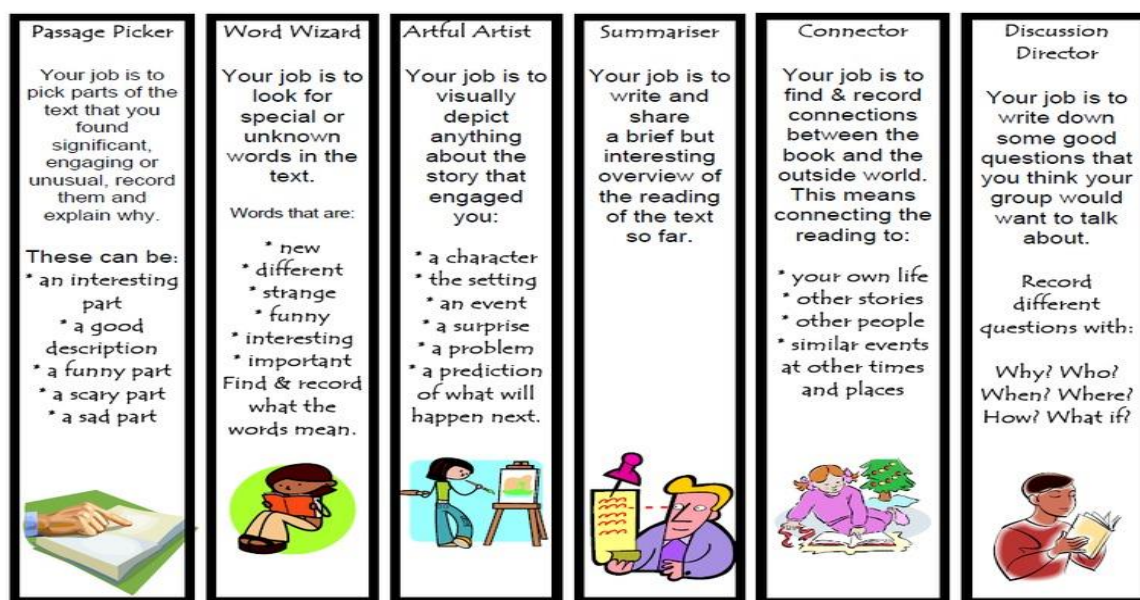 Passage Picker
Your job is to
pick parts of the
text that you
found
significant,
engaging or
unusual, record
them and
explain why.
These can be:
* an interesting
part
* a good
description
* a funny part
* a scary part
* a sad part
Word Wizard
Your job is to
look for
special or
unknown
words in the
text.
Words that are:
* new
* different
* strange
* funny
* interesting
* important
Find & record
what the
words mean.
Artful Artist
Your job is to
visually
depict
anything
about the
story that
engaged
you:
* a character
* the setting
* an event
* a surprise
* a problem
* a prediction
of what will
happen next.
Summariser
Your job is to
write and
share
a brief but
interesting
overview of
the reading
of the text
so far.
Connector
Your job is to
find & record
connections
between the
book and the
outside world.
This means
connecting the
reading to:
* your own life
* other stories
* other people
* similar events
at other times
and places
Discussion
Director
Your job is to
write down
some good
questions that
you think your
group would
want to talk
about.
Record
different
questions with:
Why? Who?
When? Where?
How? What if?